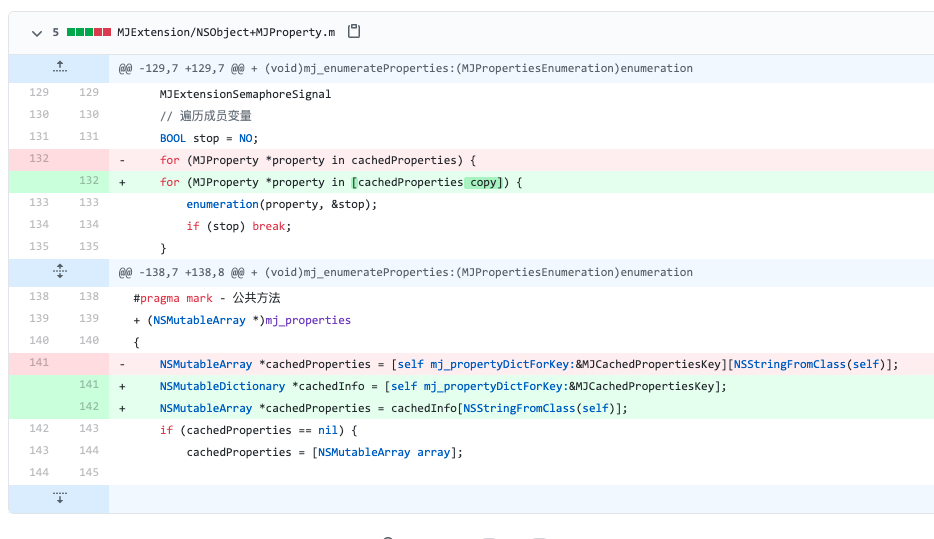 5 MJExtension/NSObject+MJProperty.m
@@ -129,7 +129,7 @@ + (void)mj_enumerateProperties:(MJPropertiesEnumeration)enumeration
129 129 MJExtensionSemaphoreSignal
130 130 // 遍历成员变量
131 131 BOOL stop = NO;
132 - for (MJProperty *property in cachedProperties) {
132 + for (MJProperty *property in [cachedProperties copy]) {
133 133 enumeration(property, &stop);
134 134 if (stop) break;
135 135 }
@@ -138,7 +138,8 @@ + (void)mj_enumerateProperties:(MJPropertiesEnumeration)enumeration
138 138 #pragma mark - 公共方法
139 139 + (NSMutableArray *)mj_properties
140 140 {
141 - NSMutableArray *cachedProperties = [self mj_propertyDictForKey:&MJCachedPropertiesKey][NSStringFromClass(self)];
141 + NSMutableDictionary *cachedInfo = [self mj_propertyDictForKey:&MJCachedPropertiesKey];
142 + NSMutableArray *cachedProperties = cachedInfo[NSStringFromClass(self)];
142 143 if (cachedProperties == nil) {
143 144 cachedProperties = [NSMutableArray array];
144 145